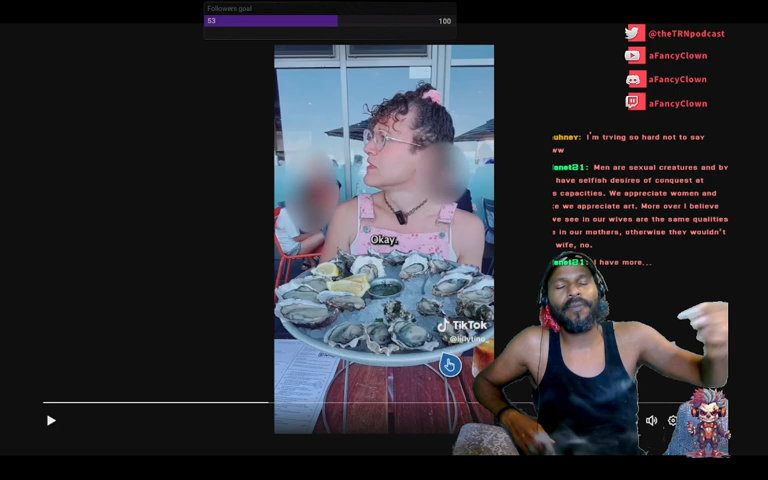 Followers goal
53
100
@theTRNpodcast
aFancyClown
aFancyClown
aFancyClown
I'm trying so hard not to say
Men are sexual creatures and by
have selfish desires of conquest at
capacities. We appreciate women and
we appreciate art. More over I believe
see in our wives are the same qualities
in our mothers, otherwise they wouldn't
wife, no.
I have more...
Okay.
TikTok